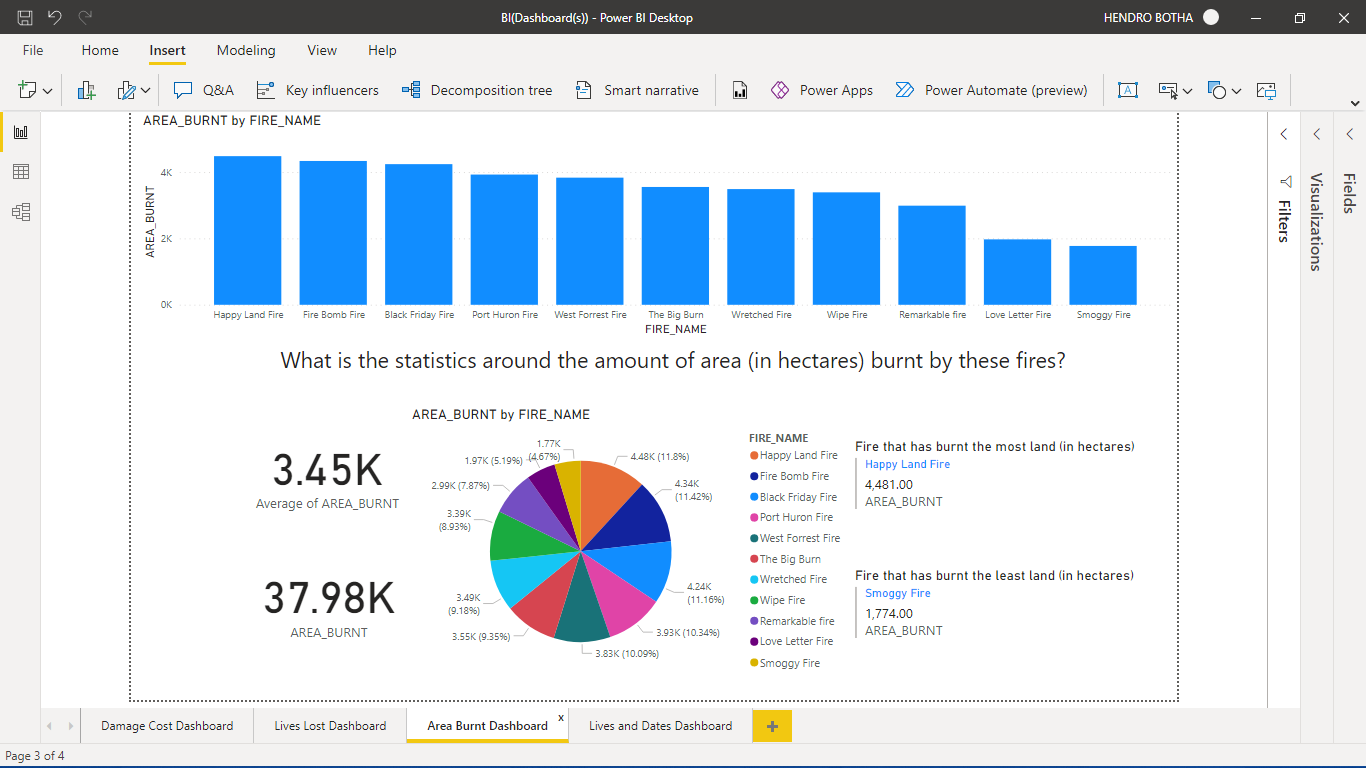 BI(Dashboard(s)) - Power BI Desktop
HENDRO BOTHA
File Home Insert Modeling View Help
Q&A Key influencers Decomposition tree Smart narrative Power Apps Power Automate (preview)
A
AREA_BURNT by FIRE_NAME
AREA_BURNT
4K
2K
0K
Happy Land Fire Fire Bomb Fire Black Friday Fire Port Huron Fire West Forrest Fire The Big Burn Wretched Fire Wipe Fire Remarkable fire Love Letter Fire Smoggy Fire
FIRE_NAME
What is the statistics around the amount of area (in hectares) burnt by these fires?
3.45K
Average of AREA_BURNT
37.98K
AREA_BURNT
AREA_BURNT by FIRE_NAME
4.48K (11.8%)
4.34K
(11.42%)
4.24K
(11.16%)
3.93K (10.34%)
3.83K (10.09%)
3.55K (9.35%)
3.49K
(9.18%)
3.39K
(8.93%)
2.99K (7.87%)
1.97K (5.19%)
1.77K
(4.67%)
FIRE_NAME
Happy Land Fire
Fire Bomb Fire
Black Friday Fire
Port Huron Fire
West Forrest Fire
The Big Burn
Wretched Fire
Wipe Fire
Remarkable fire
Love Letter Fire
Smoggy Fire
Fire that has burnt the most land (in hectares)
Happy Land Fire
4,481.00
AREA_BURNT
Fire that has burnt the least land (in hectares)
Smoggy Fire
1,774.00
AREA_BURNT
Filters
Visualizations
Fields
Damage Cost Dashboard Lives Lost Dashboard Area Burnt Dashboard x Lives and Dates Dashboard +
Page 3 of 4